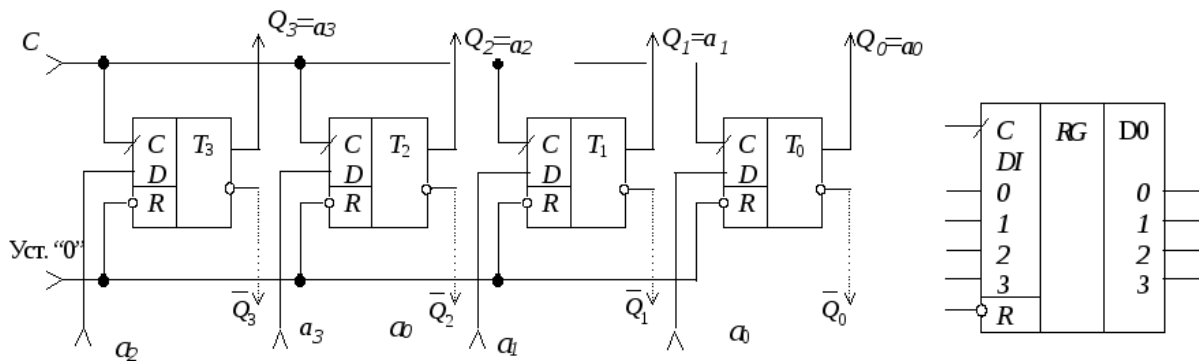 C
Q3=a3
Q2=a2
Q1=a1
Q0=a0
C T3
D
R
C T2
D
R
C T1
D
R
C T0
D
R
C RG D0
DI
0 0
1 1
2 2
3 3
R
Уст. “0”
Q̅3
Q̅2
Q̅1
Q̅0
a2
a3
a0
a1
a0